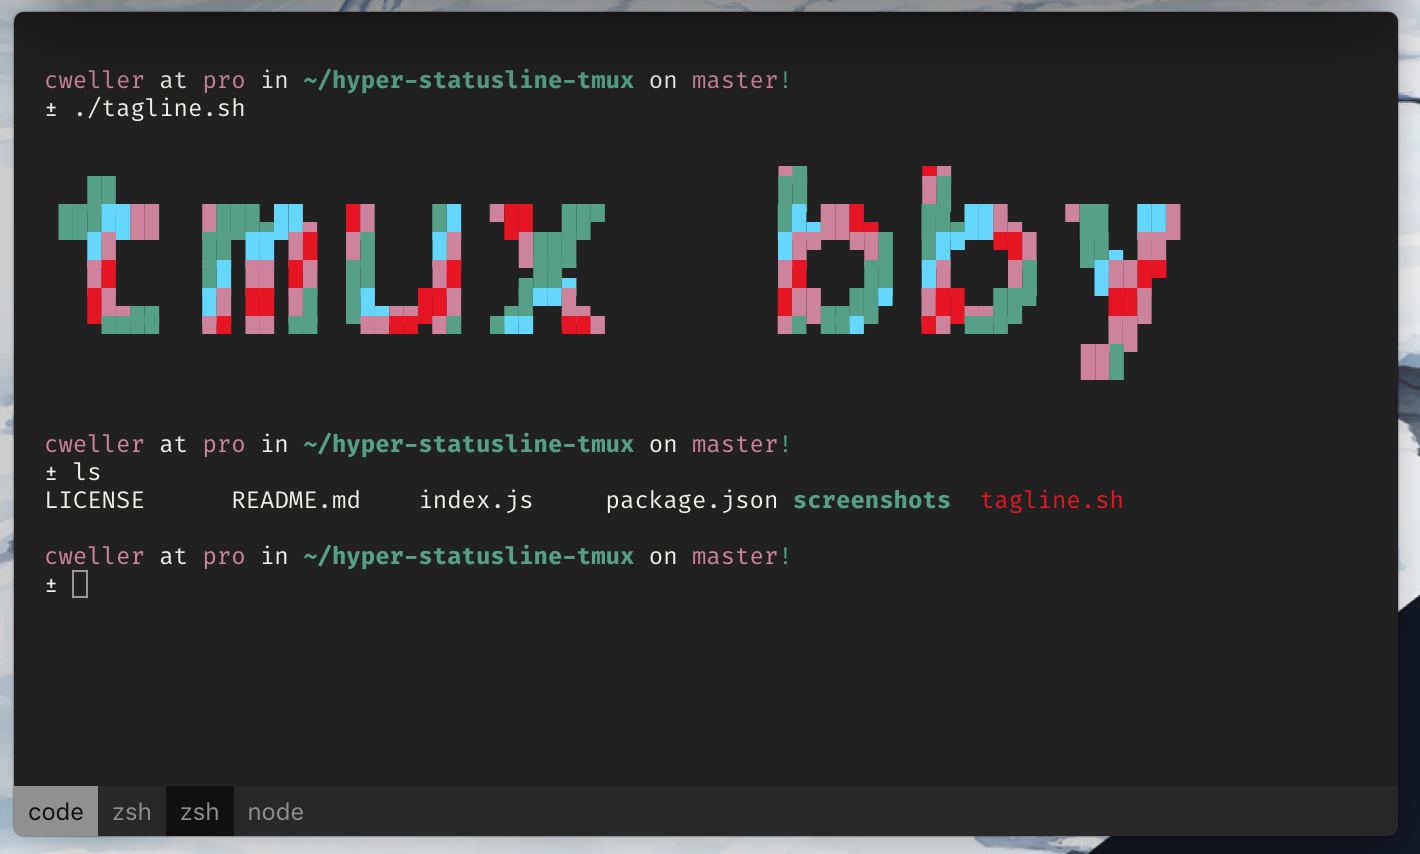 cweller at pro in ~/hyper-statusline-tmux on master!
± ./tagline.sh
tmux bby
cweller at pro in ~/hyper-statusline-tmux on master!
± ls
LICENSE README.md index.js package.json screenshots tagline.sh
cweller at pro in ~/hyper-statusline-tmux on master!
±
code zsh zsh node